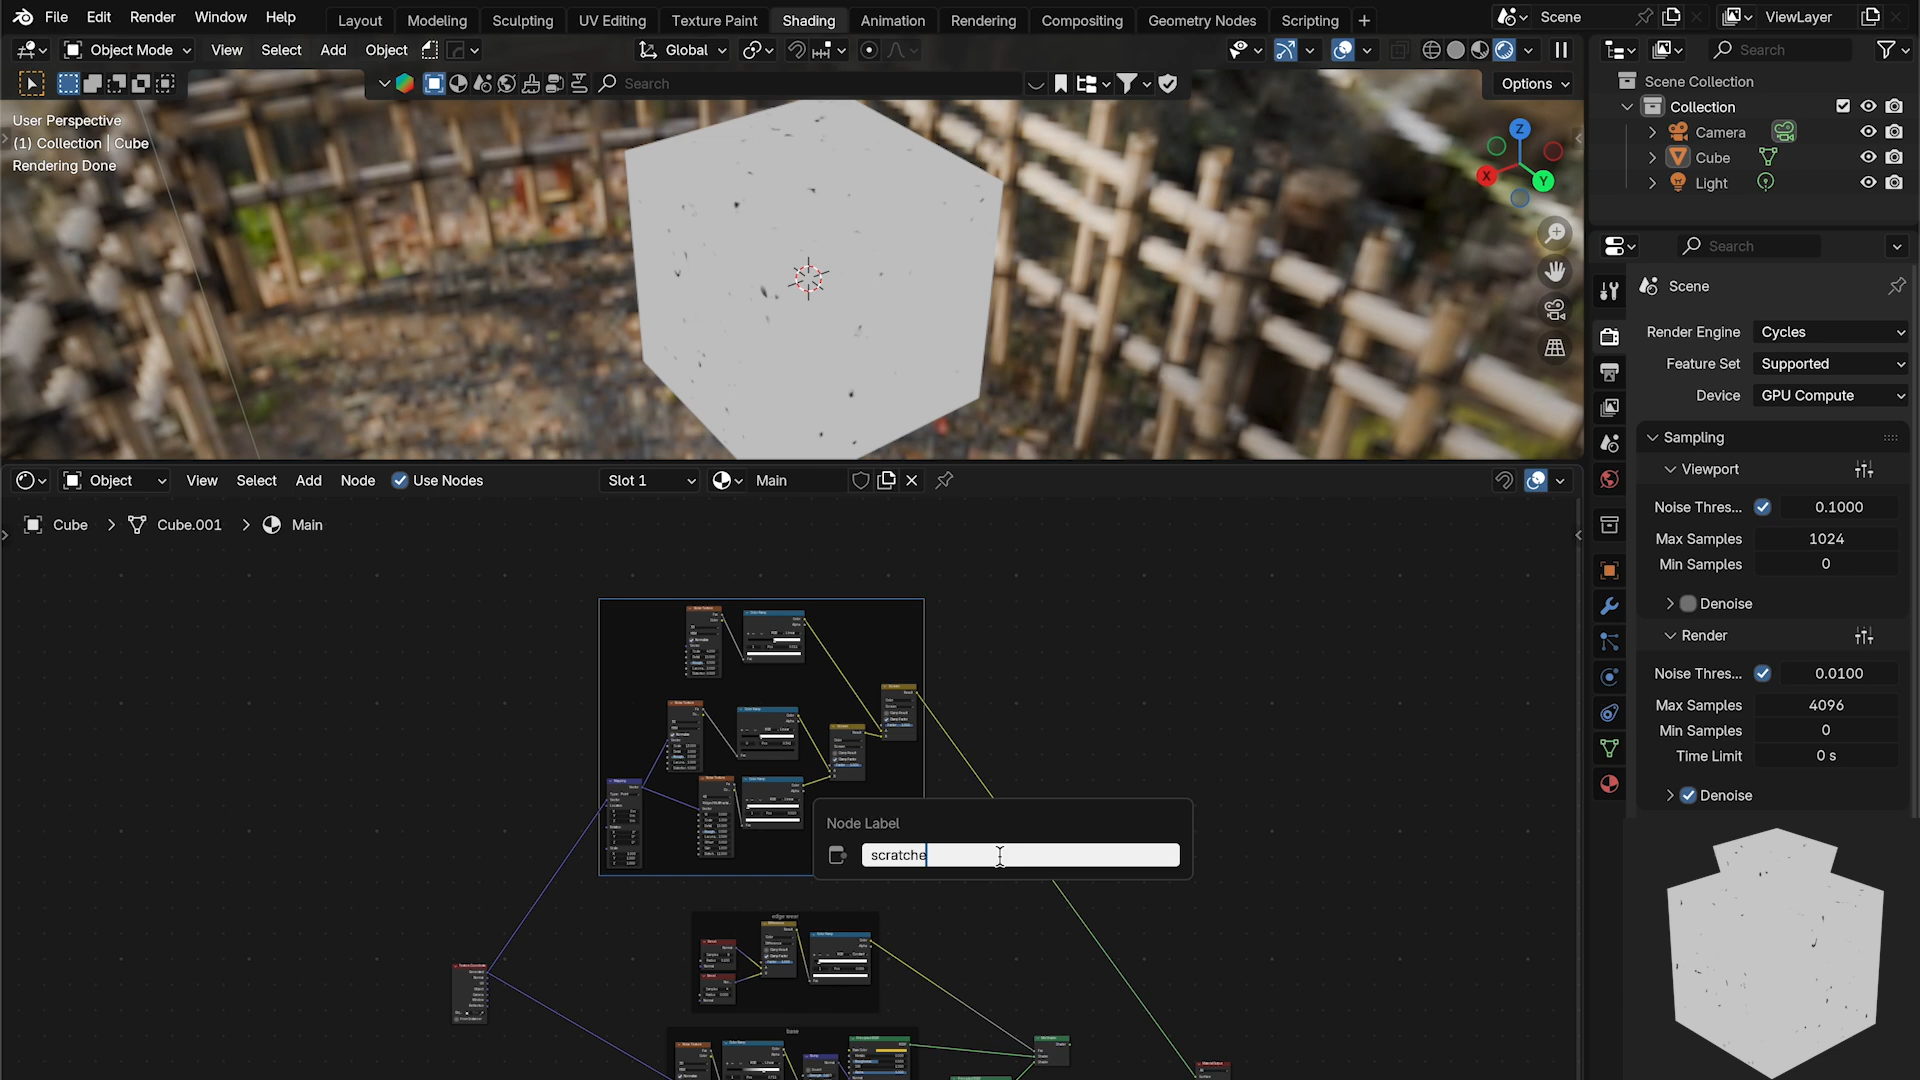 File Edit Render Window Help Layout Modeling Sculpting UV Editing Texture Paint Shading Animation Rendering Compositing Geometry Nodes Scripting + Scene ViewLayer
Object Mode View Select Add Object Global Search
Search Options
User Perspective
(1) Collection | Cube
Rendering Done
Z
X
Y
Scene Collection
Collection
Camera
Cube
Light
Search
Scene
Render Engine Cycles
Feature Set Supported
Device GPU Compute
Sampling
Viewport
Noise Thres... 0.1000
Max Samples 1024
Min Samples 0
Denoise
Render
Noise Thres... 0.0100
Max Samples 4096
Min Samples 0
Time Limit 0 s
Denoise
Object View Select Add Node Use Nodes Slot 1 Main
Cube > Cube.001 > Main
Node Label
scratche
edge wear
base